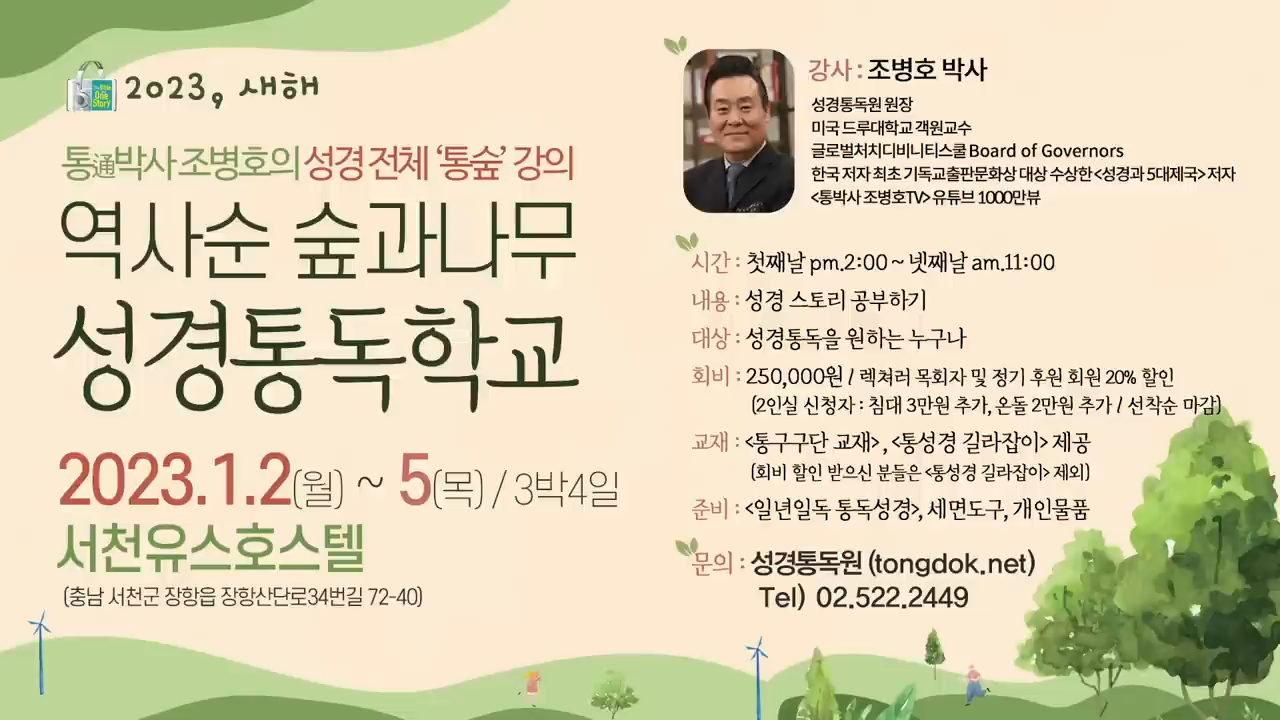 2023, 새해
통通박사 조병호의 성경 전체 '통숲' 강의
역사순 숲과나무
성경통독학교
2023.1.2(월) ~ 5(목) / 3박4일
서천유스호스텔
(충남 서천군 장항읍 장항산단로34번길 72-40)
강사 : 조병호 박사
성경통독원 원장
미국 드루대학교 객원교수
글로벌처치디비니티스쿨 Board of Governors
한국 저자 최초 기독교출판문화상 대상 수상한 <성경과 5대제국> 저자
<통박사 조병호TV> 유튜브 1000만뷰
시간 : 첫째날 pm.2:00 ~ 넷째날 am.11:00
내용 : 성경 스토리 공부하기
대상 : 성경통독을 원하는 누구나
회비 : 250,000원 / 렉쳐러 목회자 및 정기 후원 회원 20% 할인
(2인실 신청자 : 침대 3만원 추가, 온돌 2만원 추가 / 선착순 마감)
교재 : <통구구단 교재>, <통성경 길라잡이> 제공
(회비 할인 받으신 분들은 <통성경 길라잡이> 제외)
준비 : <일년일독 통독성경>, 세면도구, 개인물품
문의 : 성경통독원 (tongdok.net)
Tel) 02.522.2449